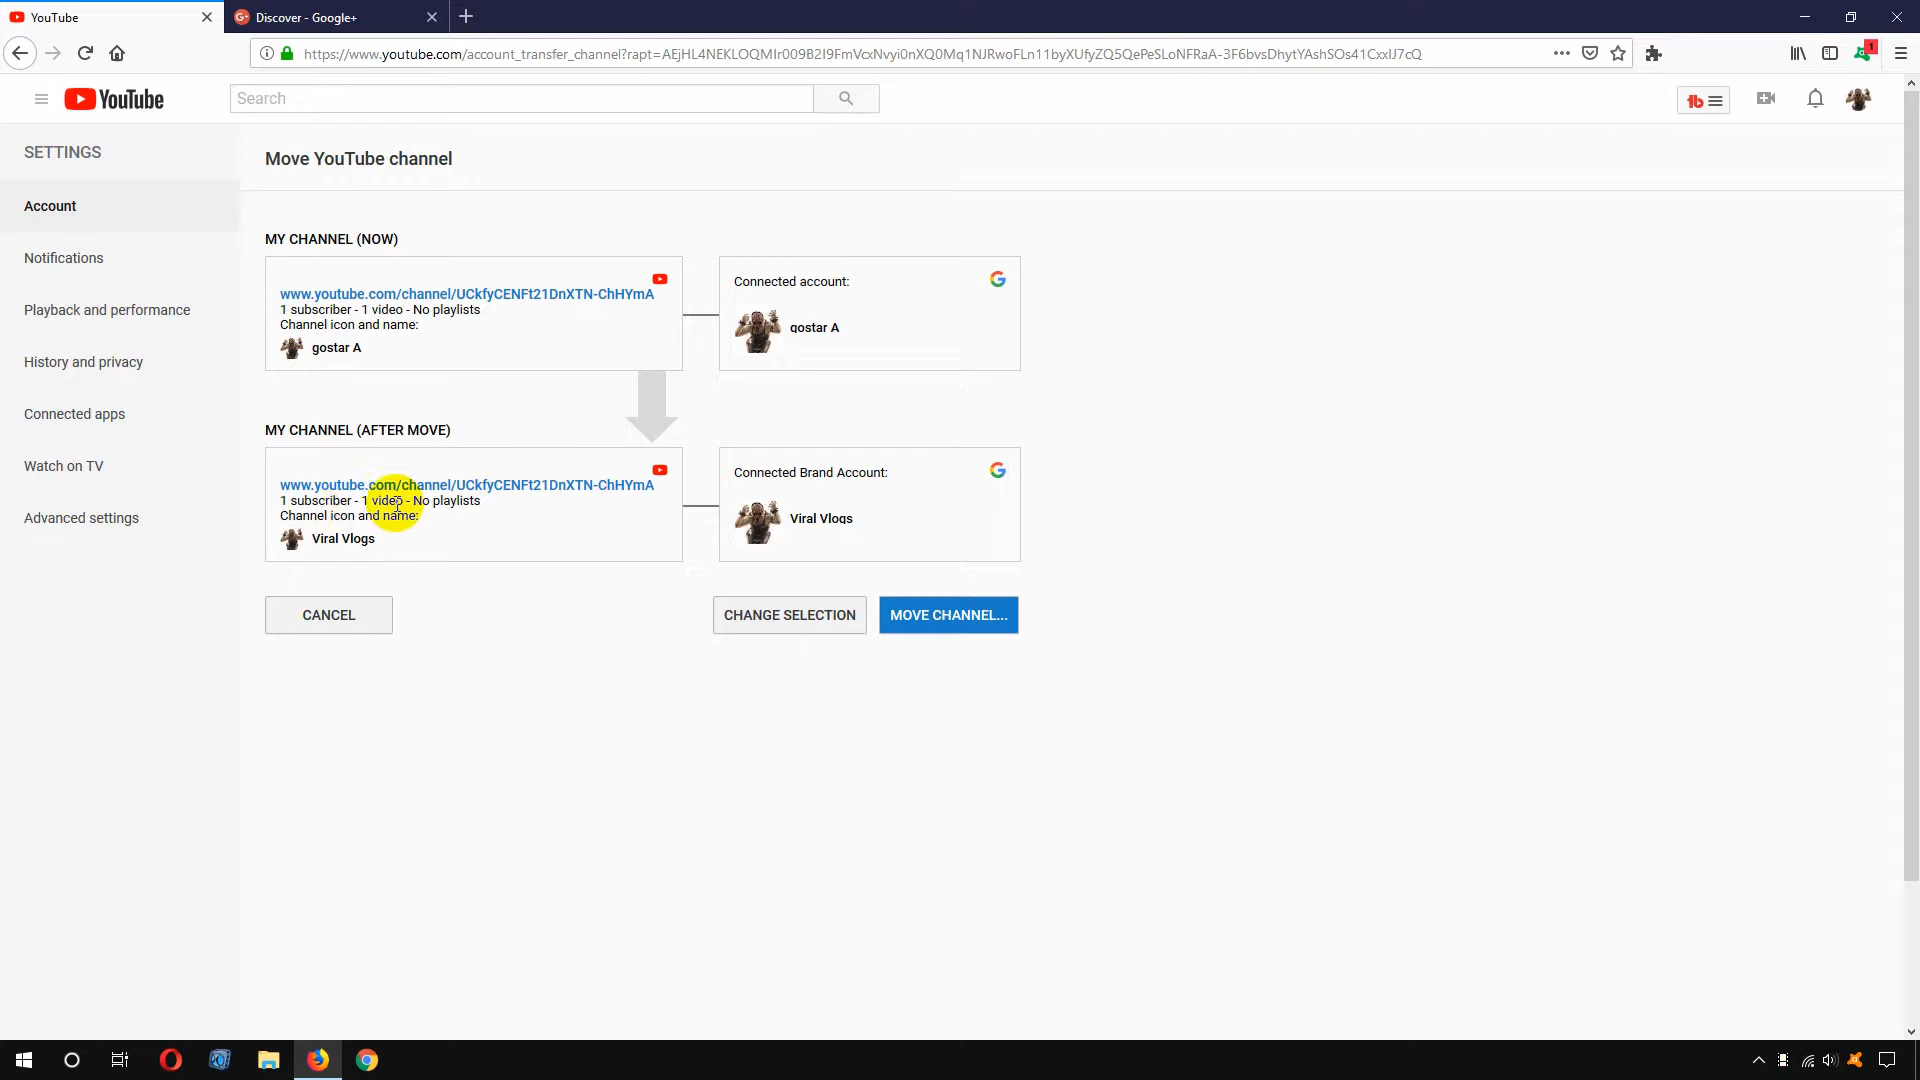 YouTube
Discover - Google+
https://www.youtube.com/account_transfer_channel?rapt=AEjHL4NEKLOQMIr009B2I9FmVcxNvyi0nXQ0Mq1NJRwoFLn11byXUfyZQ5QePeSLoNFRaA-3F6bvsDhytYAshSOs41CxxIJ7cQ
1
YouTube
Search
tb
SETTINGS
Move YouTube channel
Account
Notifications
Playback and performance
History and privacy
Connected apps
Watch on TV
Advanced settings
MY CHANNEL (NOW)
www.youtube.com/channel/UCkfyCENFt21DnXTN-ChHYmA
1 subscriber - 1 video - No playlists
Channel icon and name:
gostar A
Connected account:
gostar A
MY CHANNEL (AFTER MOVE)
www.youtube.com/channel/UCkfyCENFt21DnXTN-ChHYmA
1 subscriber - 1 video - No playlists
Channel icon and name:
Viral Vlogs
Connected Brand Account:
Viral Vlogs
CANCEL
CHANGE SELECTION
MOVE CHANNEL...